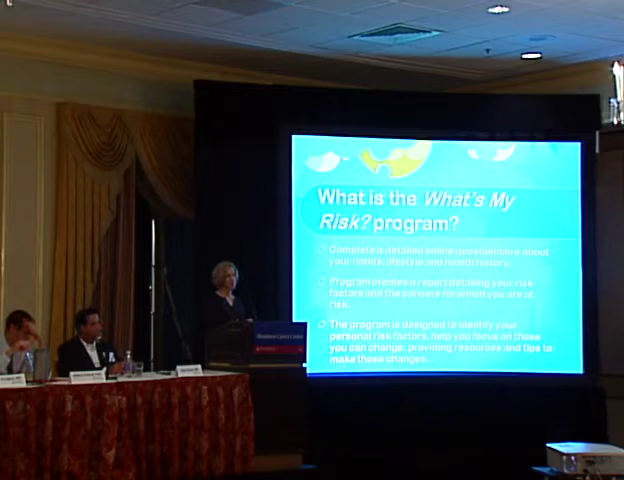 What is the What's My
Risk? program?
Complete a detailed online questionnaire about
your habits, lifestyle and health history.
Program creates a report detailing your risk
factors and the cancers for which you are at
risk.
The program is designed to identify your
personal risk factors, help you focus on those
you can change, providing resources and tips to
make those changes.